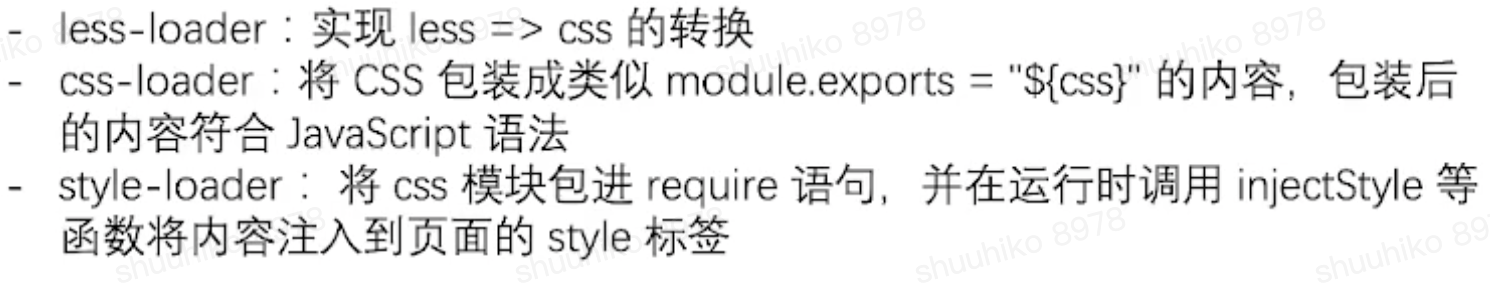 - less-loader：实现 less => css 的转换
- css-loader：将 CSS 包装成类似 module.exports = "${css}" 的内容，包装后
的内容符合 JavaScript 语法
- style-loader： 将 css 模块包进 require 语句，并在运行时调用 injectStyle 等
函数将内容注入到页面的 style 标签
shuuhiko 8978